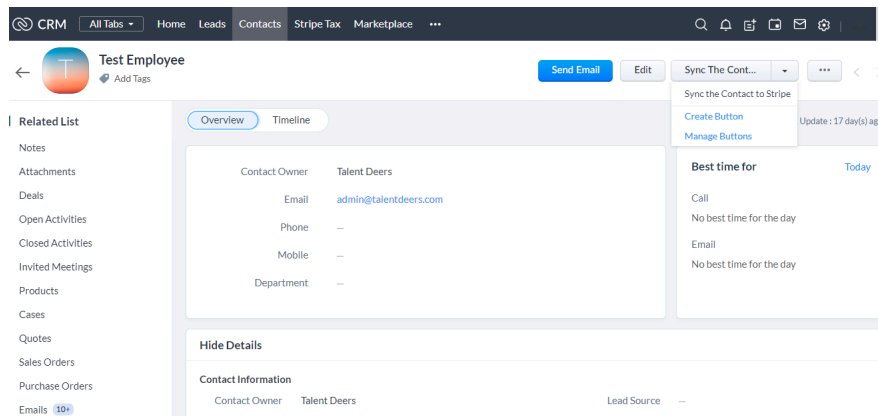 CRM All Tabs Home Leads Contacts Stripe Tax Marketplace •••
T
Test Employee
Add Tags
Send Email Edit Sync The Cont... •••
Sync the Contact to Stripe
Create Button
Manage Buttons
Related List
Notes
Attachments
Deals
Open Activities
Closed Activities
Invited Meetings
Products
Cases
Quotes
Sales Orders
Purchase Orders
Emails 10+
Overview Timeline
Update : 17 day(s) ag
Contact Owner Talent Deers
Email admin@talentdeers.com
Phone —
Mobile —
Department —
Best time for Today
Call
No best time for the day
Email
No best time for the day
Hide Details
Contact Information
Contact Owner Talent Deers Lead Source —